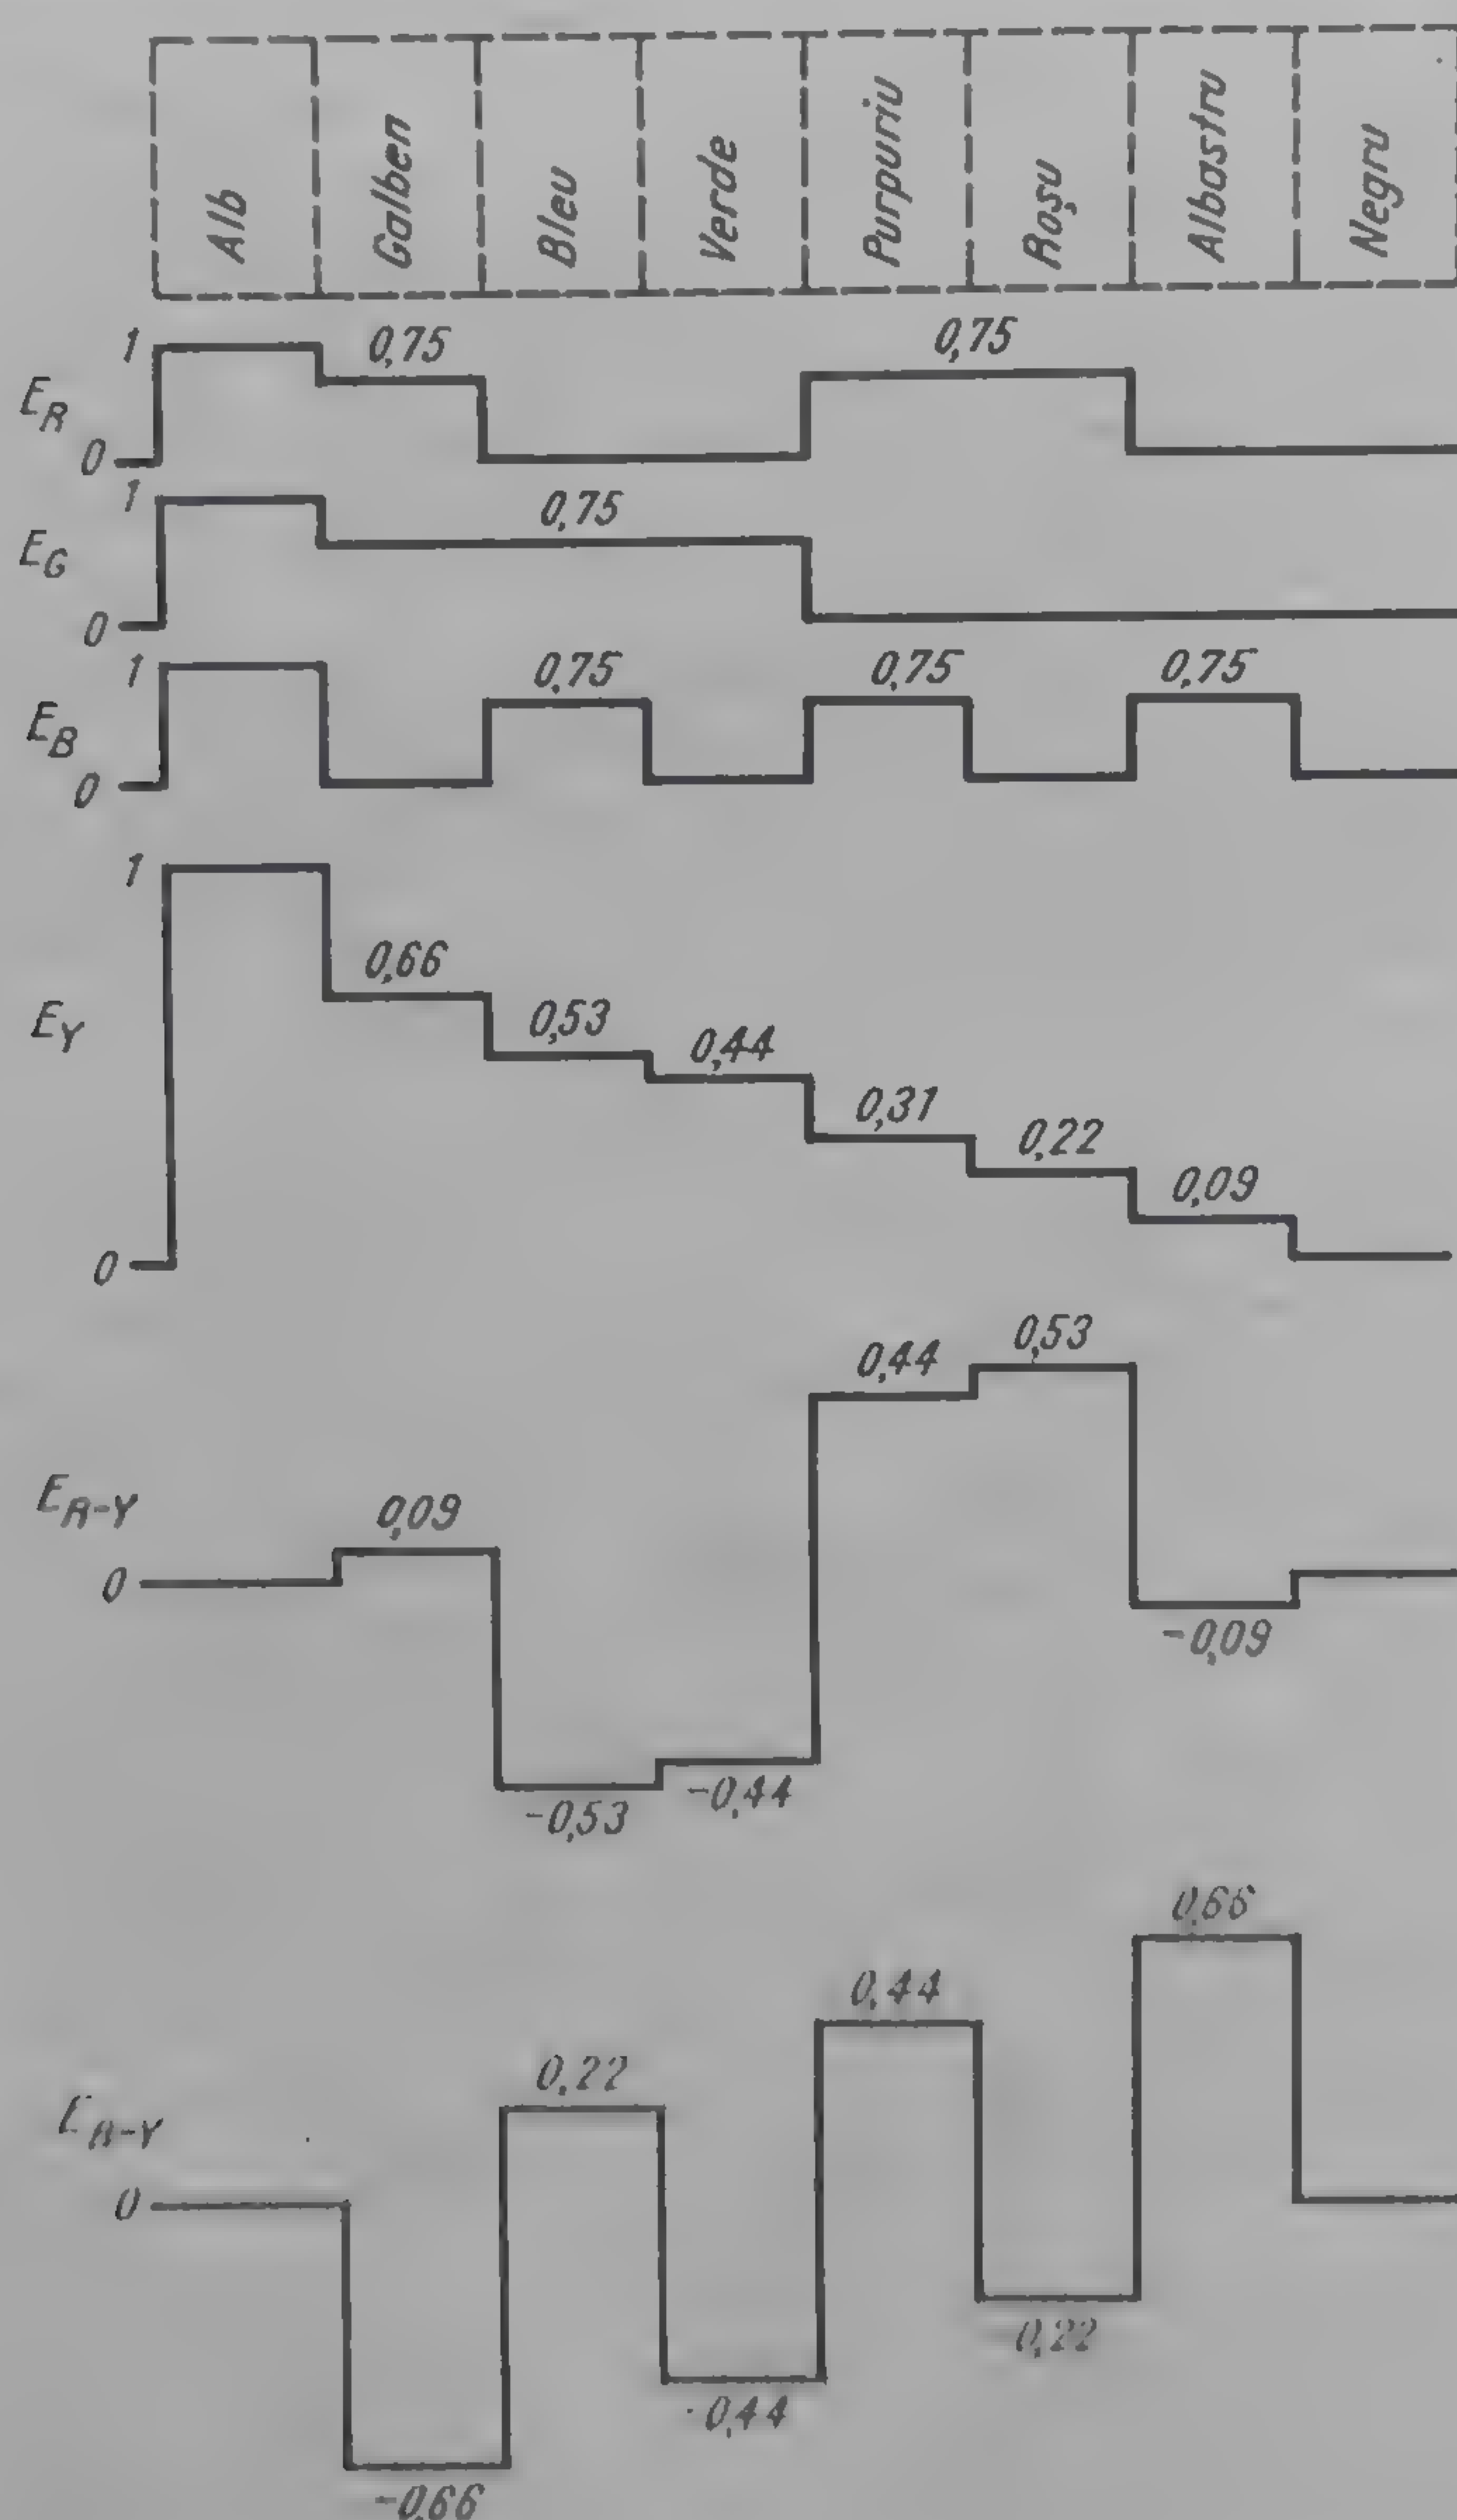 Alb Galben Bleu Verde Purpuriu Roșu Albastru Negru
1 0,75 0,75
E_R
0
1 0,75
E_G
0
1 0,75 0,75 0,75
E_B
0
1
0,66
0,53 0,44
E_Y
0,31 0,22
0,09
0
0,44 0,53
E_R-Y 0,09
0
-0,09
-0,53 -0,44
0,66
0,44
0,22
0
0,22
-0,44
-0,66